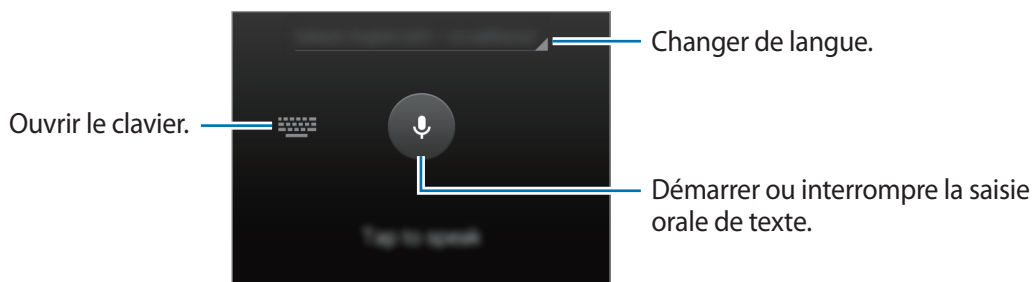 Changer de langue.
Ouvrir le clavier.
Démarrer ou interrompre la saisie
orale de texte.
Tap to speak